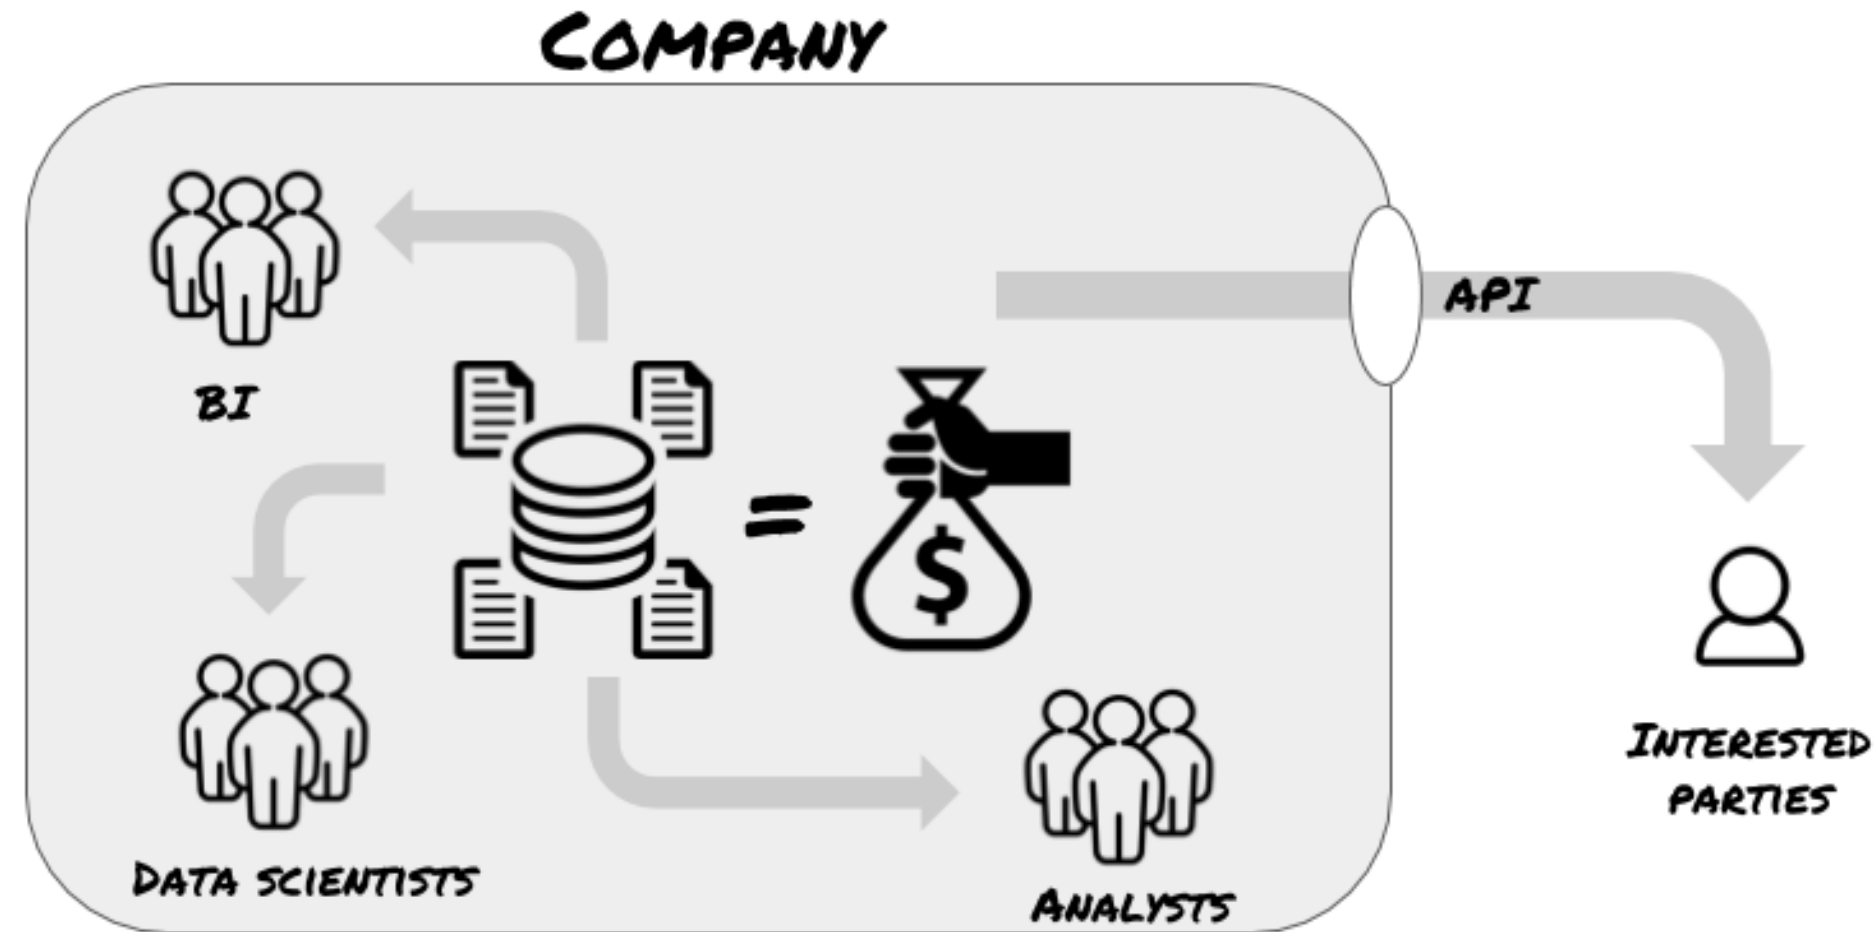 Company
API
BI
=
$
Interested
parties
Data scientists
Analysts